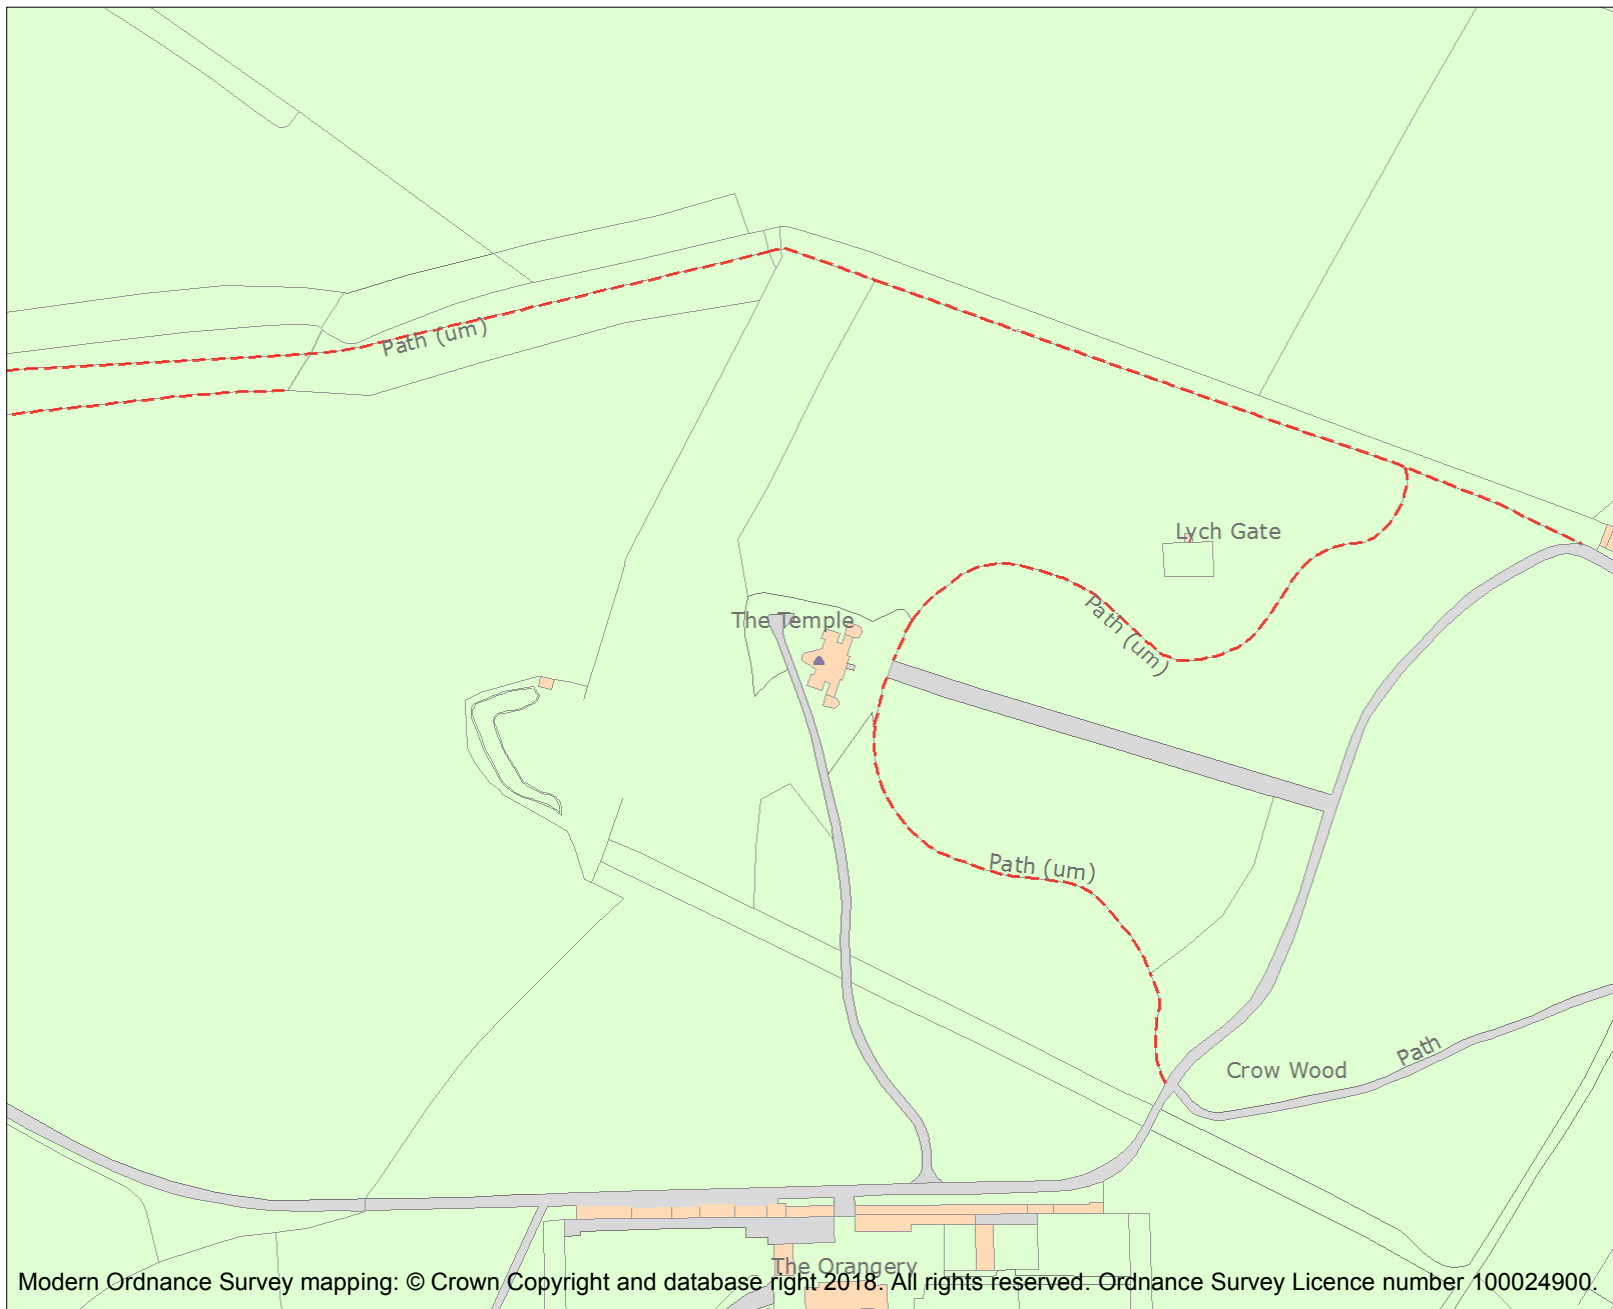 Path (um)
Lych Gate
Path (um)
The Temple
Path (um)
Path
Crow Wood
The Orangery
Modern Ordnance Survey mapping: © Crown Copyright and database right 2018. All rights reserved. Ordnance Survey Licence number 100024900.